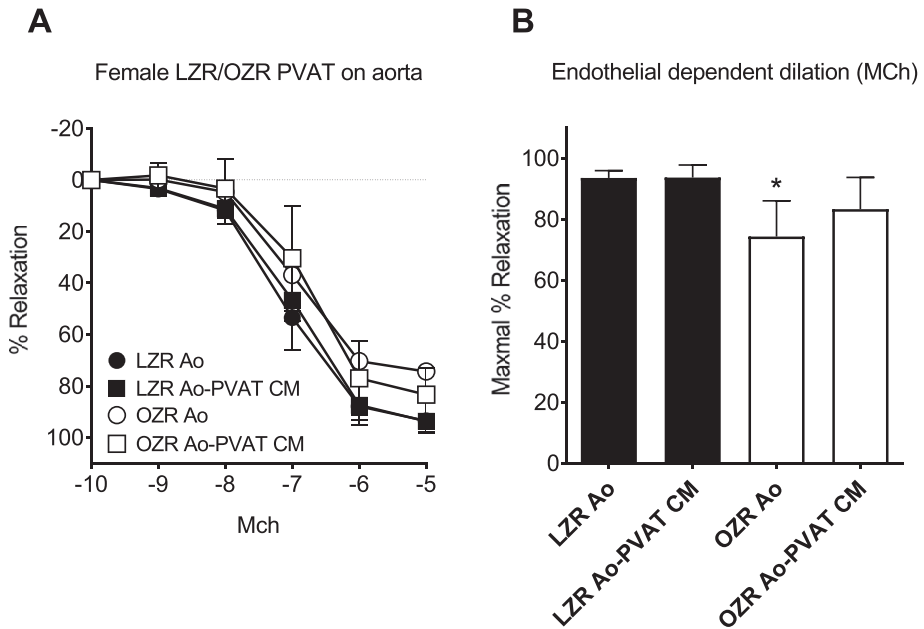 A
Female LZR/OZR PVAT on aorta
-20
0
20
40
60
80
100
% Relaxation
LZR Ao
LZR Ao-PVAT CM
OZR Ao
OZR Ao-PVAT CM
-10 -9 -8 -7 -6 -5
Mch
B
Endothelial dependent dilation (MCh)
100
80
60
40
20
0
Maxmal % Relaxation
*
LZR Ao
LZR Ao-PVAT CM
OZR Ao
OZR Ao-PVAT CM